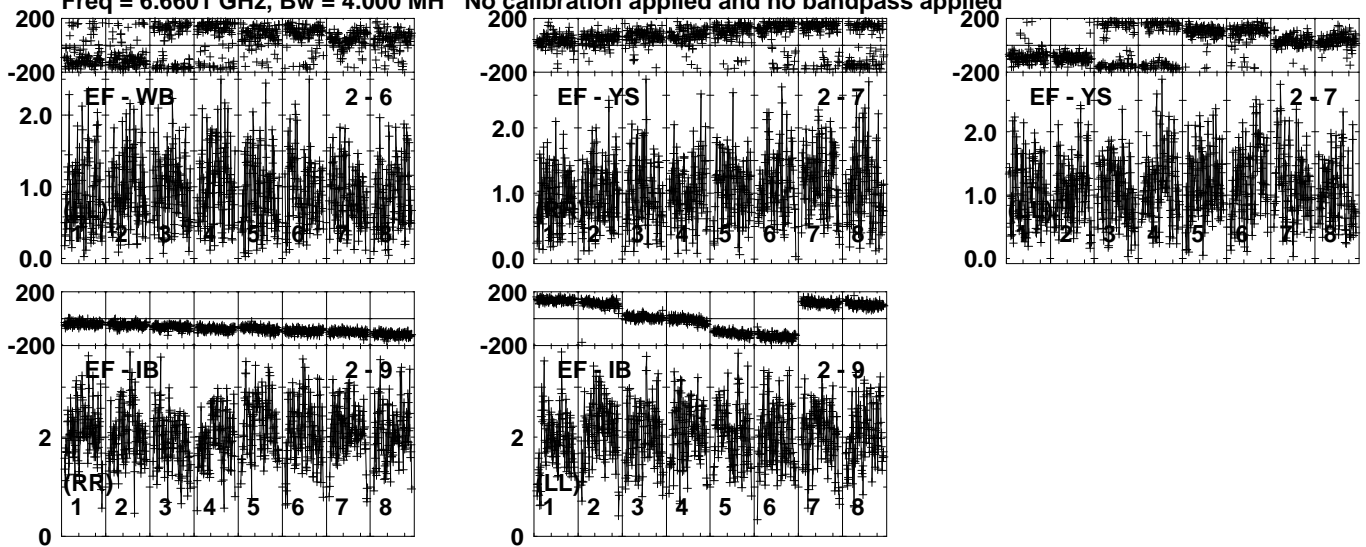 Freq = 6.6601 GHz, Bw = 4.000 MH No calibration applied and no bandpass applied
200
-200
EF - WB 2 - 6
2.0
1.0
0.0
1 2 3 4 5 6 7 8
200
-200
EF - YS 2 - 7
2.0
1.0
0.0
1 2 3 4 5 6 7 8
200
-200
EF - YS 2 - 7
2.0
1.0
0.0
1 2 3 4 5 6 7 8
200
-200
EF - IB 2 - 9
2
(RR)
1 2 3 4 5 6 7 8
0
200
-200
EF - IB 2 - 9
2
(LL)
1 2 3 4 5 6 7 8
0